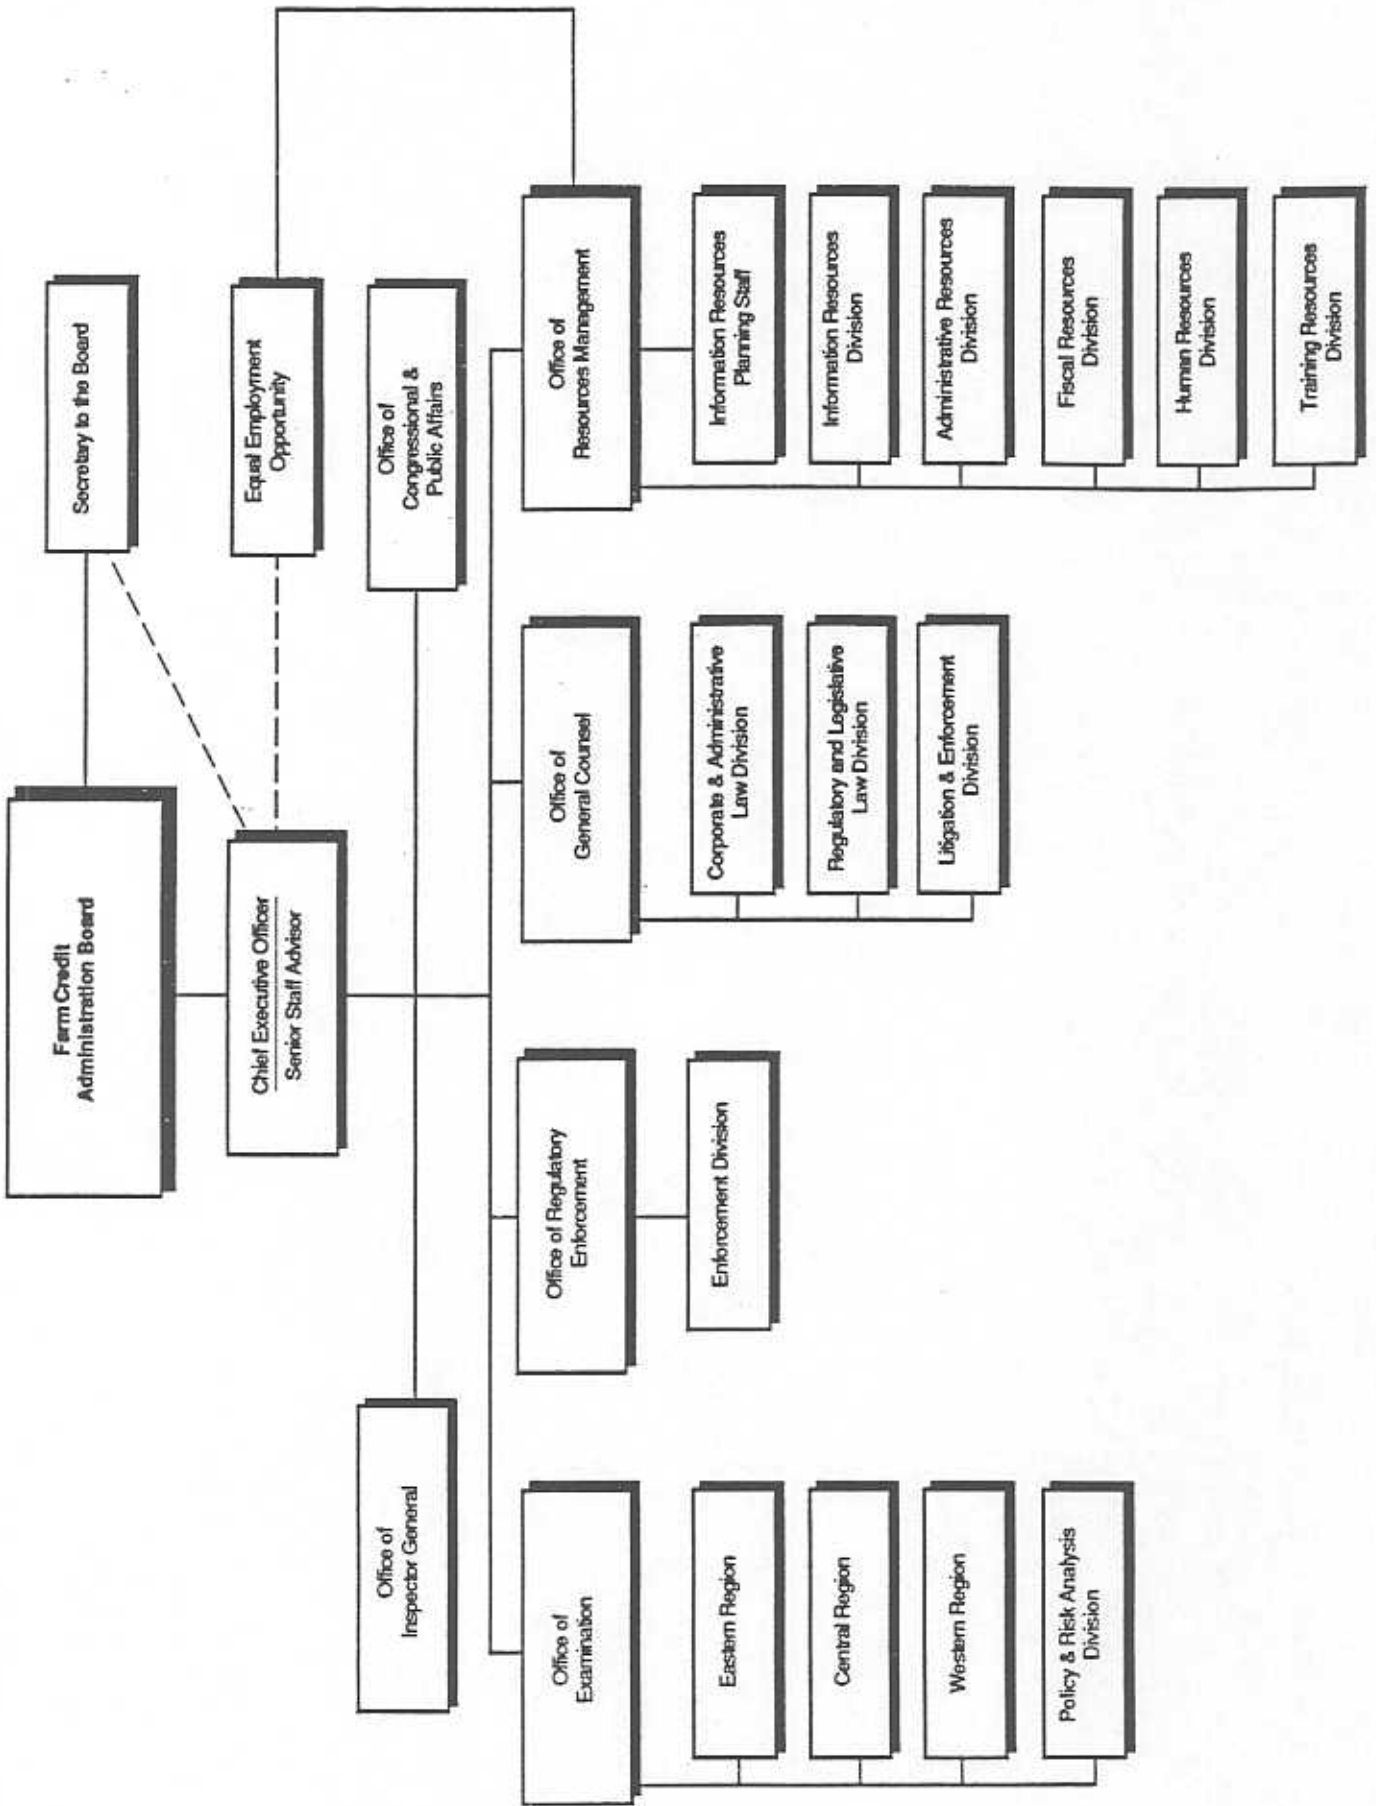 Farm Credit
Administration Board
Secretary to the Board
Chief Executive Officer
Senior Staff Advisor
Equal Employment
Opportunity
Office of
Inspector General
Office of
Congressional &
Public Affairs
Office of
Examination
Office of Regulatory
Enforcement
Office of
General Counsel
Office of
Resources Management
Eastern Region
Central Region
Western Region
Policy & Risk Analysis
Division
Enforcement Division
Corporate & Administrative
Law Division
Regulatory and Legislative
Law Division
Litigation & Enforcement
Division
Information Resources
Planning Staff
Information Resources
Division
Administrative Resources
Division
Fiscal Resources
Division
Human Resources
Division
Training Resources
Division